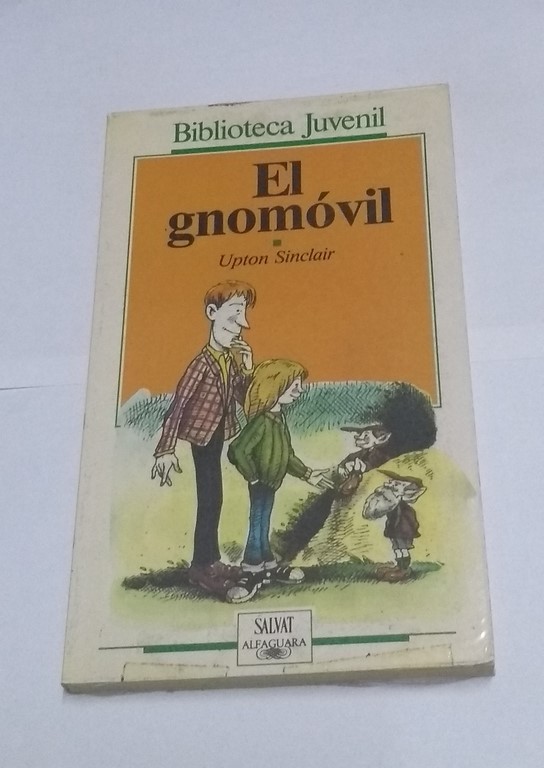 Biblioteca Juvenil
El
gnomóvil
Upton Sinclair
SALVAT
ALFAGUARA